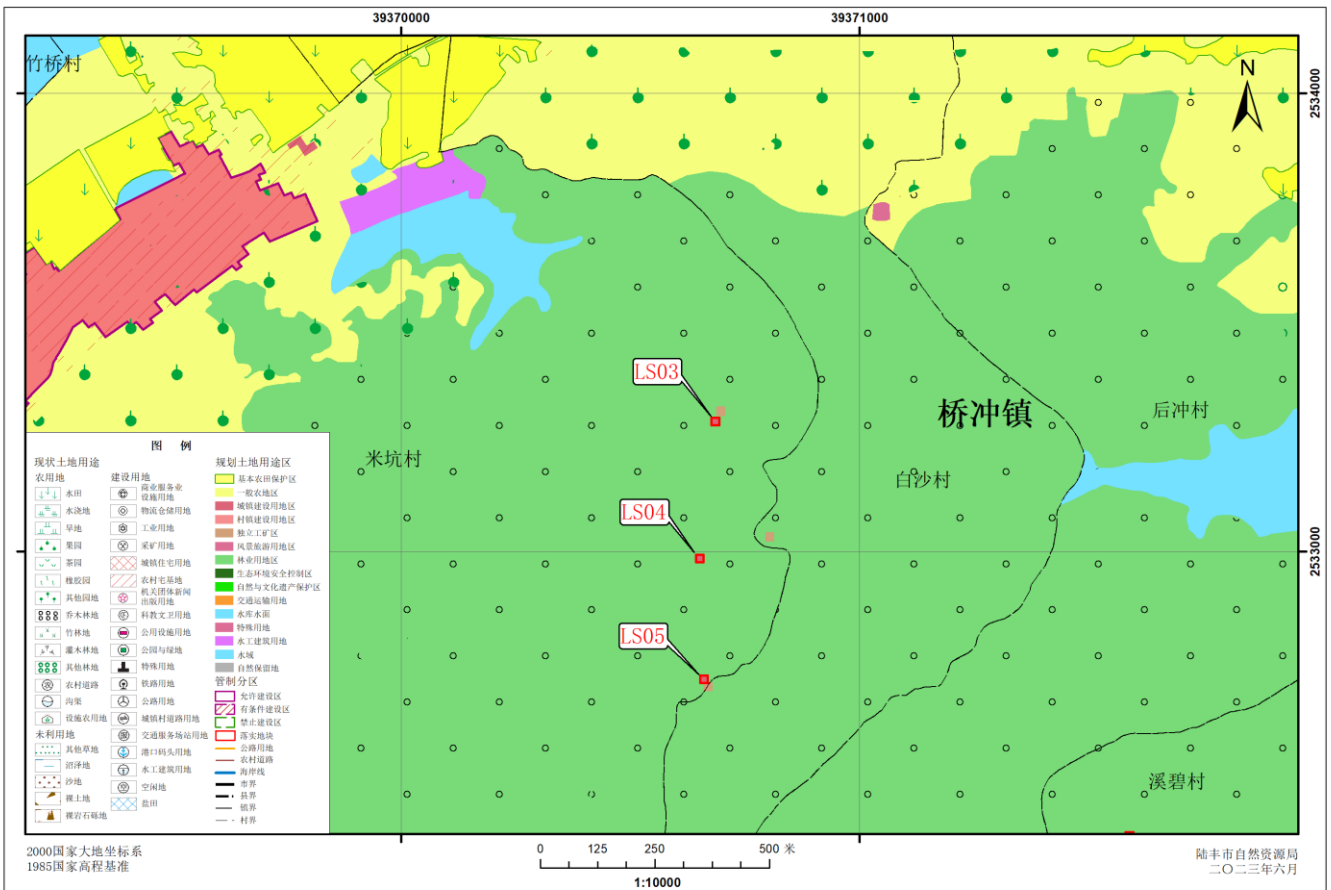 39370000
39371000
竹桥村
N
2534000
LS03
桥冲镇
后冲村
米坑村
白沙村
LS04
2533000
LS05
溪碧村
图 例
现状土地用途
农用地
水田
水浇地
旱地
果园
茶园
橡胶园
其他园地
乔木林地
竹林地
灌木林地
其他林地
农村道路
沟渠
设施农用地
未利用地
其他草地
沼泽地
沙地
裸土地
裸岩石砾地
建设用地
商业服务业
设施用地
物流仓储用地
工业用地
采矿用地
城镇住宅用地
农村宅基地
机关团体新闻
出版用地
科教文卫用地
公用设施用地
公园与绿地
特殊用地
铁路用地
公路用地
城镇村道路用地
交通服务场站用地
港口码头用地
水工建筑用地
空闲地
盐田
规划土地用途区
基本农田保护区
一般农地区
城镇建设用地区
村镇建设用地区
独立工矿区
风景旅游用地区
林业用地区
生态环境安全控制区
自然与文化遗产保护区
交通运输用地
水库水面
特殊用地
水工建筑用地
水域
自然保留地
管制分区
允许建设区
有条件建设区
禁止建设区
落实地块
公路用地
农村道路
海岸线
市界
县界
镇界
村界
2000国家大地坐标系
1985国家高程基准
0 125 250 500 米
1:10000
陆丰市自然资源局
二〇二三年六月